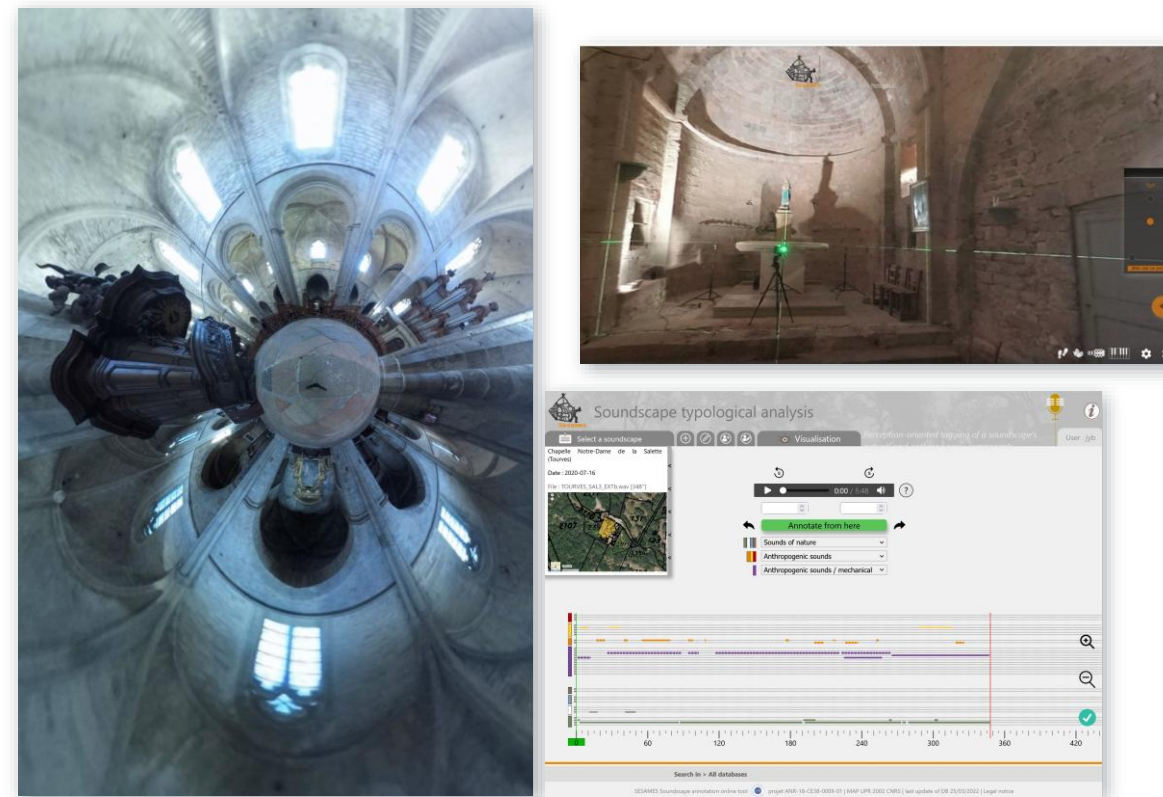 SESAMES
Soundscape typological analysis
Select a soundscape
Visualisation
perception-oriented tagging of a soundscape's
User: jyb
Chapelle Notre-Dame de la Salette
(Tourves)
Date : 2020-07-16
File : TOURVES_SAL3_EXTb.wav [348"]
0:00 / 5:48
?
Annotate from here
Sounds of nature
Anthropogenic sounds
Anthropogenic sounds / mechanical
0
60
120
180
240
300
360
420
Search in > All databases
SESAMES Soundscape annotation online tool
projet ANR-16-CE38-0009-01 | MAP UPR 2002 CNRS | last update of DB 25/03/2022 | Legal notice